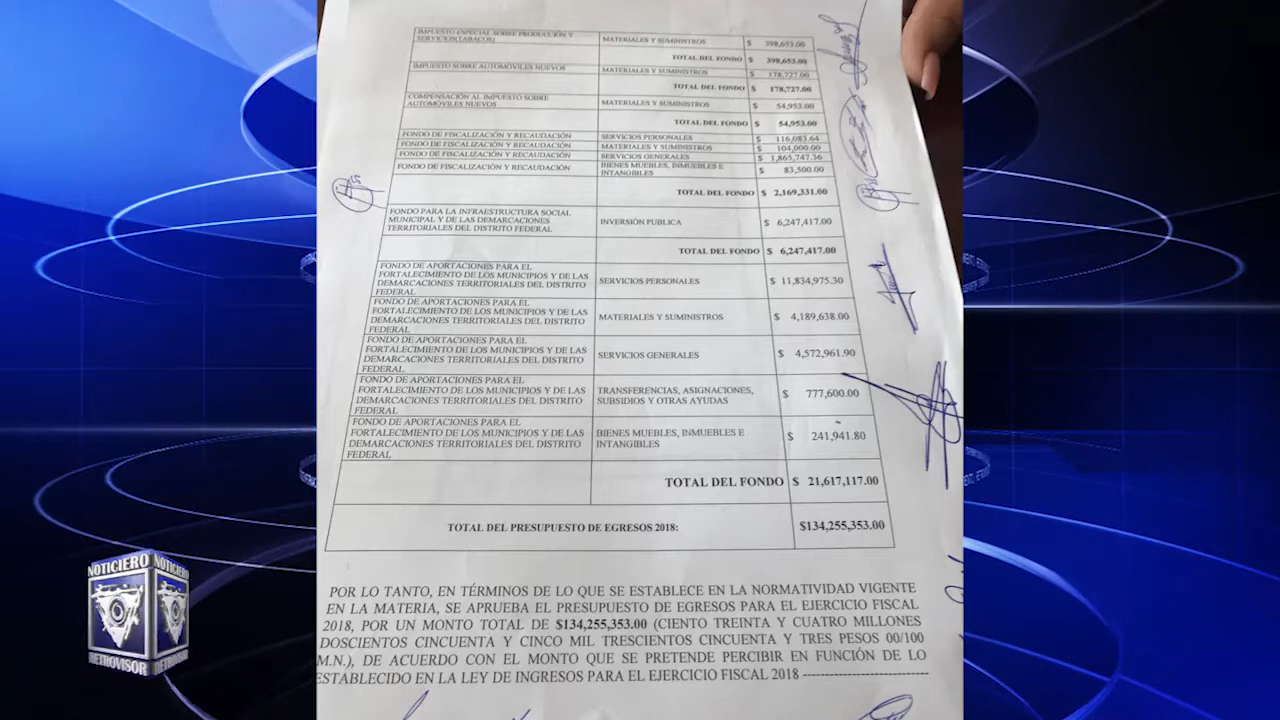 IMPUESTO ESPECIAL SOBRE PRODUCCIÓN Y
SERVICIOS(TABACOS)
MATERIALES Y SUMINISTROS
$ 398,653.00
TOTAL DEL FONDO $ 398,653.00
IMPUESTO SOBRE AUTOMÓVILES NUEVOS
MATERIALES Y SUMINISTROS
$ 178,727.00
TOTAL DEL FONDO $ 178,727.00
COMPENSACIÓN AL IMPUESTO SOBRE
AUTOMÓVILES NUEVOS
MATERIALES Y SUMINISTROS
$ 54,953.00
TOTAL DEL FONDO $ 54,953.00
FONDO DE FISCALIZACIÓN Y RECAUDACIÓN
SERVICIOS PERSONALES
$ 116,083.64
FONDO DE FISCALIZACIÓN Y RECAUDACIÓN
MATERIALES Y SUMINISTROS
$ 104,000.00
FONDO DE FISCALIZACIÓN Y RECAUDACIÓN
SERVICIOS GENERALES
$ 1,865,747.36
FONDO DE FISCALIZACIÓN Y RECAUDACIÓN
BIENES MUEBLES, INMUEBLES E
INTANGIBLES
$ 83,500.00
TOTAL DEL FONDO $ 2,169,331.00
FONDO PARA LA INFRAESTRUCTURA SOCIAL
MUNICIPAL Y DE LAS DEMARCACIONES
TERRITORIALES DEL DISTRITO FEDERAL
INVERSIÓN PÚBLICA
$ 6,247,417.00
TOTAL DEL FONDO $ 6,247,417.00
FONDO DE APORTACIONES PARA EL
FORTALECIMIENTO DE LOS MUNICIPIOS Y DE LAS
DEMARCACIONES TERRITORIALES DEL DISTRITO
FEDERAL
SERVICIOS PERSONALES
$ 11,834,975.30
FONDO DE APORTACIONES PARA EL
FORTALECIMIENTO DE LOS MUNICIPIOS Y DE LAS
DEMARCACIONES TERRITORIALES DEL DISTRITO
FEDERAL
MATERIALES Y SUMINISTROS
$ 4,189,638.00
FONDO DE APORTACIONES PARA EL
FORTALECIMIENTO DE LOS MUNICIPIOS Y DE LAS
DEMARCACIONES TERRITORIALES DEL DISTRITO
FEDERAL
SERVICIOS GENERALES
$ 4,572,961.90
FONDO DE APORTACIONES PARA EL
FORTALECIMIENTO DE LOS MUNICIPIOS Y DE LAS
DEMARCACIONES TERRITORIALES DEL DISTRITO
FEDERAL
TRANSFERENCIAS, ASIGNACIONES,
SUBSIDIOS Y OTRAS AYUDAS
$ 777,600.00
FONDO DE APORTACIONES PARA EL
FORTALECIMIENTO DE LOS MUNICIPIOS Y DE LAS
DEMARCACIONES TERRITORIALES DEL DISTRITO
FEDERAL
BIENES MUEBLES, INMUEBLES E
INTANGIBLES
$ 241,941.80
TOTAL DEL FONDO $ 21,617,117.00
TOTAL DEL PRESUPUESTO DE EGRESOS 2018: $134,255,353.00
POR LO TANTO, EN TÉRMINOS DE LO QUE SE ESTABLECE EN LA NORMATIVIDAD VIGENTE
EN LA MATERIA, SE APRUEBA EL PRESUPUESTO DE EGRESOS PARA EL EJERCICIO FISCAL
2018, POR UN MONTO TOTAL DE $134,255,353.00 (CIENTO TREINTA Y CUATRO MILLONES
DOSCIENTOS CINCUENTA Y CINCO MIL TRESCIENTOS CINCUENTA Y TRES PESOS 00/100
M.N.), DE ACUERDO CON EL MONTO QUE SE PRETENDE PERCIBIR EN FUNCIÓN DE LO
ESTABLECIDO EN LA LEY DE INGRESOS PARA EL EJERCICIO FISCAL 2018 ------------------------------
NOTICIERO
NOTICIERO
METROVISOR
METROVISOR